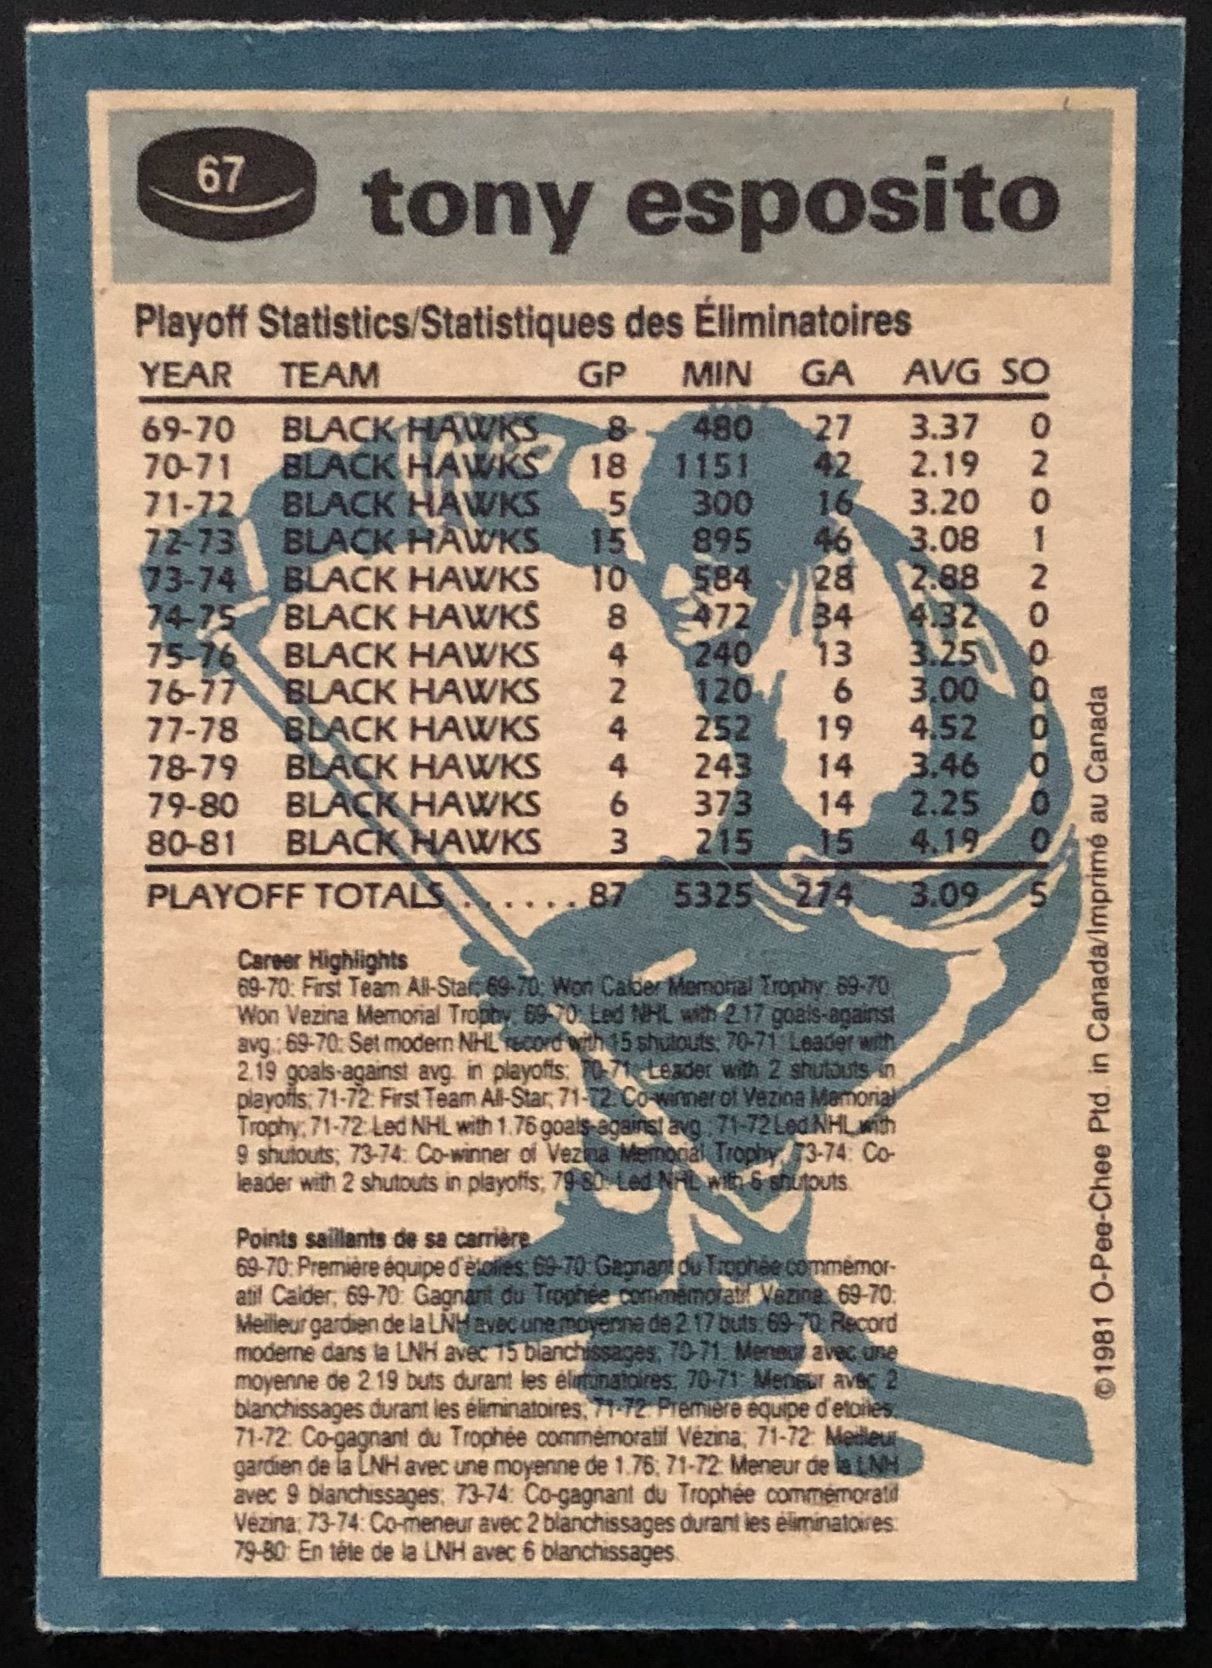 67
tony esposito
Playoff Statistics/Statistiques des Éliminatoires
YEAR TEAM GP MIN GA AVG SO
69-70 BLACK HAWKS 8 480 27 3.37 0
70-71 BLACK HAWKS 18 1151 42 2.19 2
71-72 BLACK HAWKS 5 300 16 3.20 0
72-73 BLACK HAWKS 15 895 46 3.08 1
73-74 BLACK HAWKS 10 584 28 2.88 2
74-75 BLACK HAWKS 8 472 34 4.32 0
75-76 BLACK HAWKS 4 240 13 3.25 0
76-77 BLACK HAWKS 2 120 6 3.00 0
77-78 BLACK HAWKS 4 252 19 4.52 0
78-79 BLACK HAWKS 4 243 14 3.46 0
79-80 BLACK HAWKS 6 373 14 2.25 0
80-81 BLACK HAWKS 3 215 15 4.19 0
PLAYOFF TOTALS ...... 87 5325 274 3.09 5
Career Highlights
69-70: First Team All-Star; 69-70: Won Calder Memorial Trophy; 69-70:
Won Vezina Memorial Trophy; 69-70: Led NHL with 2.17 goals-against
avg.; 69-70: Set modern NHL record with 15 shutouts; 70-71: Leader with
2.19 goals-against avg. in playoffs; 70-71: Leader with 2 shutouts in
playoffs; 71-72: First Team All-Star; 71-72: Co-winner of Vezina Memorial
Trophy; 71-72: Led NHL with 1.76 goals-against avg.; 71-72 Led NHL with
9 shutouts; 73-74: Co-winner of Vezina Memorial Trophy; 73-74: Co-
leader with 2 shutouts in playoffs; 79-80: Led NHL with 6 shutouts.
Points saillants de sa carrière
69-70: Première équipe d'étoiles; 69-70: Gagnant du Trophée commémor-
atif Calder; 69-70: Gagnant du Trophée commémoratif Vézina; 69-70:
Meilleur gardien de la LNH avec une moyenne de 2.17 buts; 69-70: Record
moderne dans la LNH avec 15 blanchissages; 70-71: Meneur avec une
moyenne de 2.19 buts durant les éliminatoires; 70-71: Meneur avec 2
blanchissages durant les éliminatoires; 71-72: Première équipe d'étoiles;
71-72: Co-gagnant du Trophée commémoratif Vézina; 71-72: Meilleur
gardien de la LNH avec une moyenne de 1.76; 71-72: Meneur de la LNH
avec 9 blanchissages; 73-74: Co-gagnant du Trophée commémoratif
Vézina; 73-74: Co-meneur avec 2 blanchissages durant les éliminatoires;
79-80: En tête de la LNH avec 6 blanchissages.
©1981 O-Pee-Chee Ptd. in Canada/Imprimé au Canada